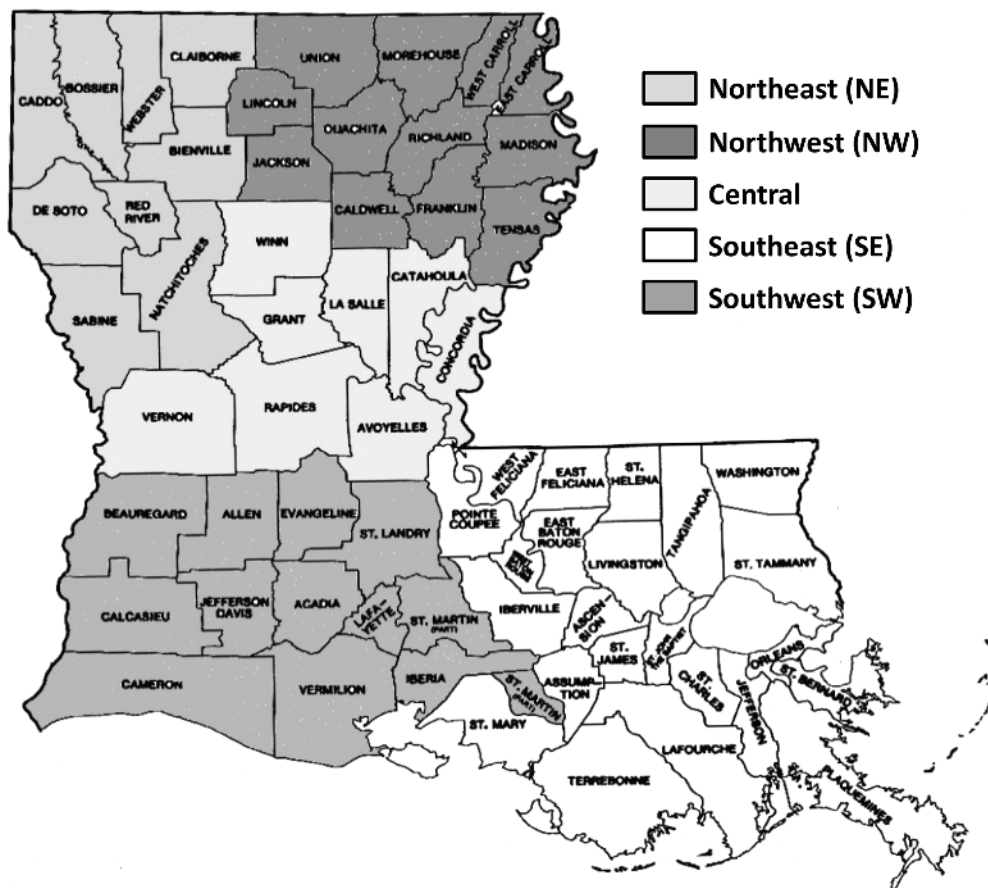 CLAIBORNE
UNION
MOREHOUSE
WEST CARROLL
EAST CARROLL
CADDO
BOSSIER
WEBSTER
LINCOLN
OUACHITA
RICHLAND
MADISON
BIENVILLE
JACKSON
DE SOTO
RED
RIVER
CALDWELL
FRANKLIN
TENSAS
NATCHITOCHES
WINN
CATAHOULA
SABINE
GRANT
LA SALLE
CONCORDIA
VERNON
RAPIDES
AVOYELLES
WEST
FELICIANA
EAST
FELICIANA
ST.
HELENA
TANGIPAHOA
WASHINGTON
BEAUREGARD
ALLEN
EVANGELINE
ST. LANDRY
POINTE
COUPEE
EAST
BATON
ROUGE
LIVINGSTON
ST. TAMMANY
CALCASIEU
JEFFERSON
DAVIS
ACADIA
LAFA-
YETTE
ST. MARTIN
(PART)
IBERVILLE
ASCEN-
SION
ST.
JAMES
ST. JOHN
THE BAPTIST
ORLEANS
ST. BERNARD
CAMERON
VERMILION
IBERIA
ST. MARTIN
(PART)
ASSUMP-
TION
ST.
CHARLES
JEFFERSON
ST. MARY
LAFOURCHE
TERREBONNE
PLAQUEMINES
Northeast (NE)
Northwest (NW)
Central
Southeast (SE)
Southwest (SW)